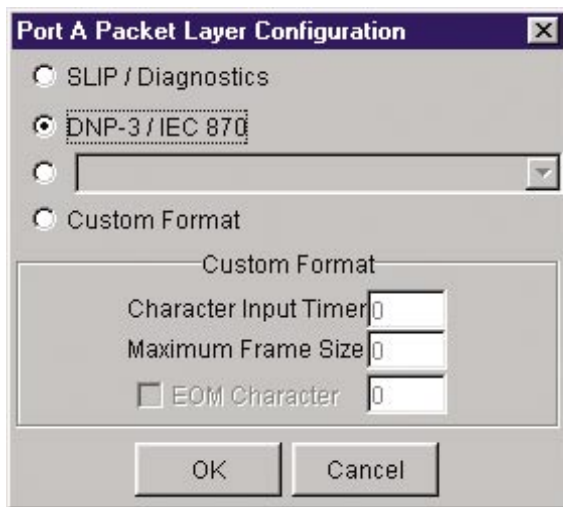 Port A Packet Layer Configuration
SLIP / Diagnostics
DNP-3 / IEC 870
Custom Format
Custom Format
Character Input Timer 0
Maximum Frame Size 0
EOM Character 0
OK Cancel